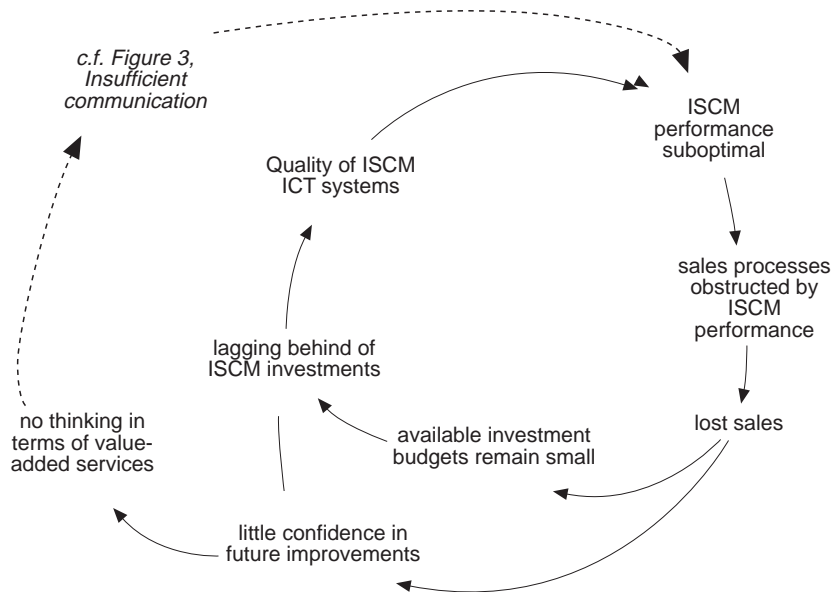 c.f. Figure 3,
Insufficient
communication
ISCM
performance
suboptimal
Quality of ISCM
ICT systems
sales processes
obstructed by
ISCM
performance
lagging behind of
ISCM investments
no thinking in
terms of value-
added services
available investment
budgets remain small
lost sales
little confidence in
future improvements